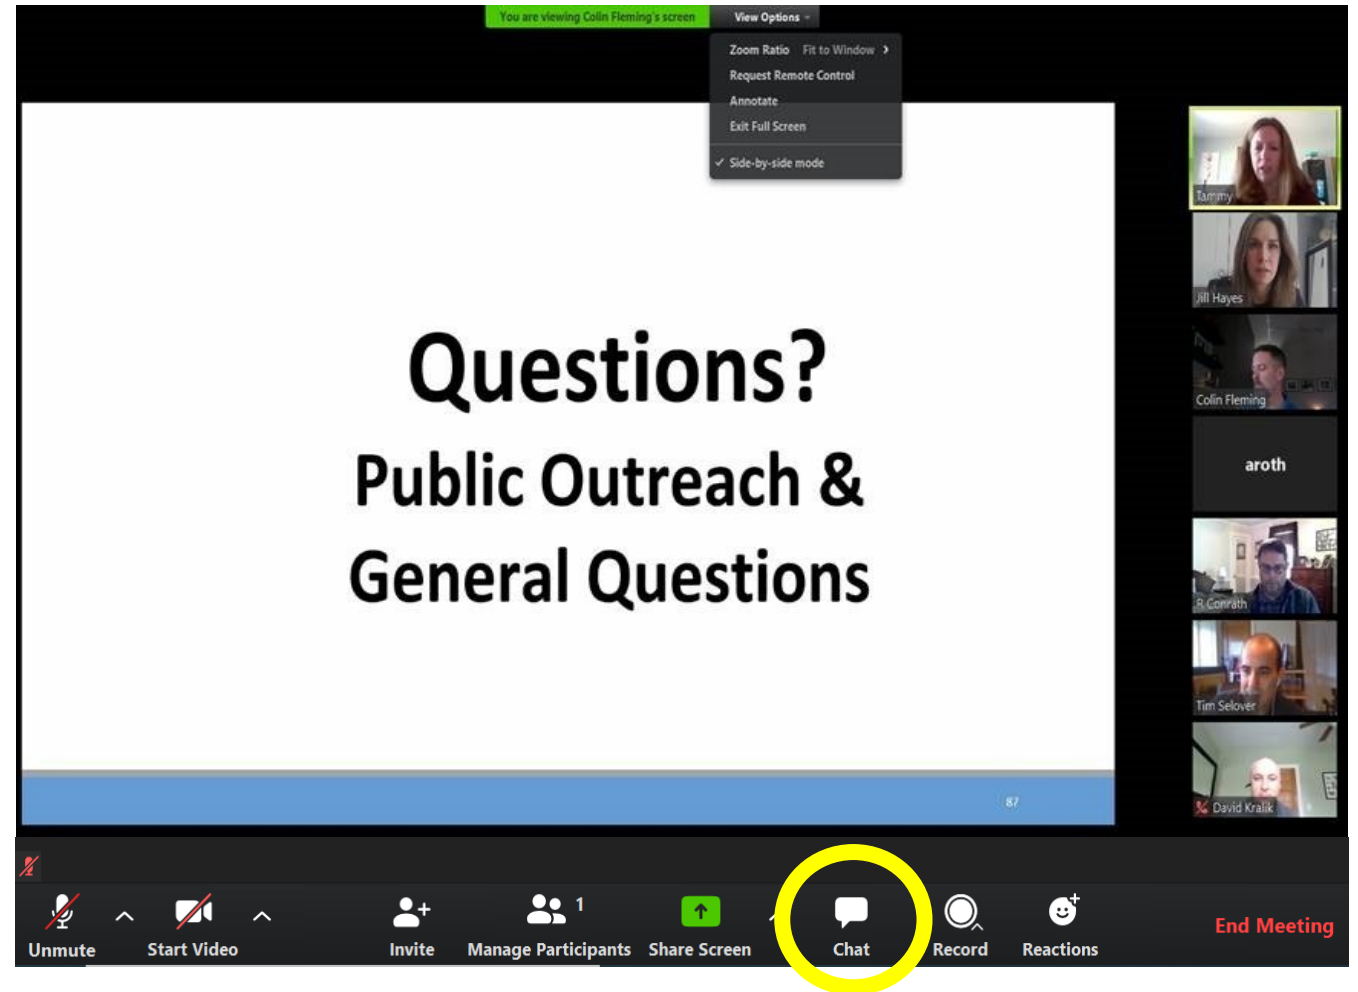 You are viewing Colin Fleming's screen
View Options
Zoom Ratio Fit to Window
Request Remote Control
Annotate
Exit Full Screen
Side-by-side mode
Questions?
Public Outreach &
General Questions
87
Tammy
Jill Hayes
Colin Fleming
aroth
R Conrath
Tim Selover
David Kralik
Unmute
Start Video
Invite
1
Manage Participants
Share Screen
Chat
Record
Reactions
End Meeting